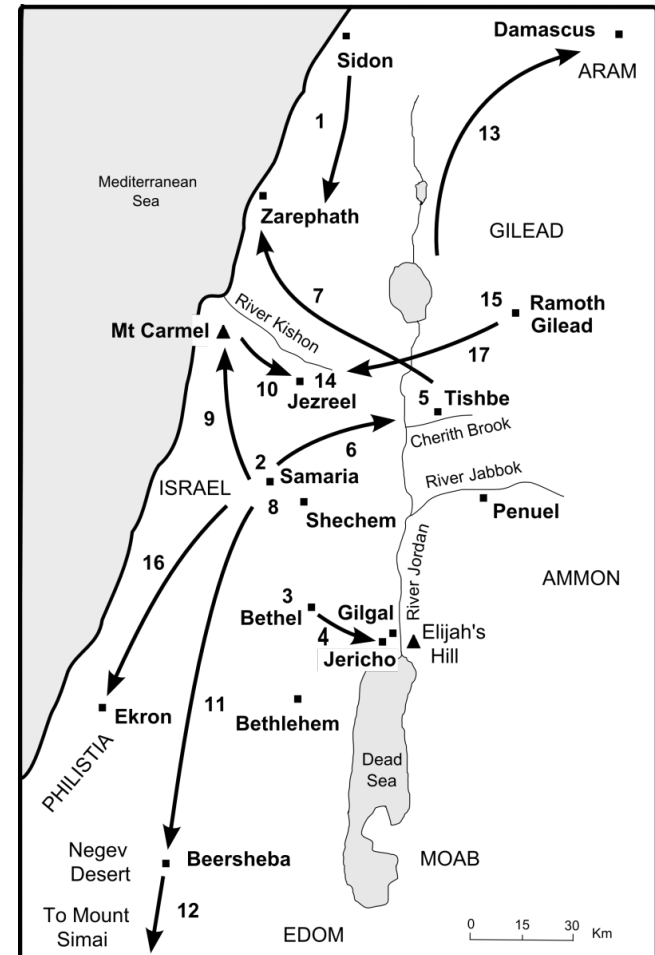 Damascus
Sidon
ARAM
1
13
Mediterranean
Sea
Zarephath
GILEAD
7
15
Ramoth
Gilead
River Kishon
Mt Carmel
17
10
14
Jezreel
5
Tishbe
9
Cherith Brook
6
2
Samaria
River Jabbok
ISRAEL
8
Shechem
Penuel
16
River Jordan
AMMON
3
Bethel
Gilgal
4
Elijah's
Hill
Jericho
11
Ekron
Bethlehem
PHILISTIA
Dead
Sea
Negev
Desert
Beersheba
MOAB
12
To Mount
Simai
EDOM
0 15 30
Km